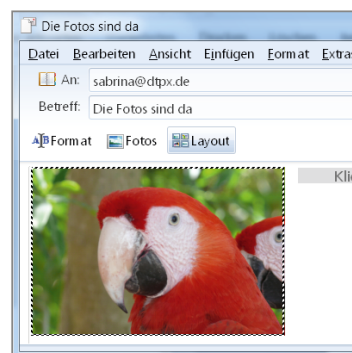 Die Fotos sind da
Datei Bearbeiten Ansicht Einfügen Format Extra
An: sabrina@dtpx.de
Betreff: Die Fotos sind da
Format Fotos Layout
Kli